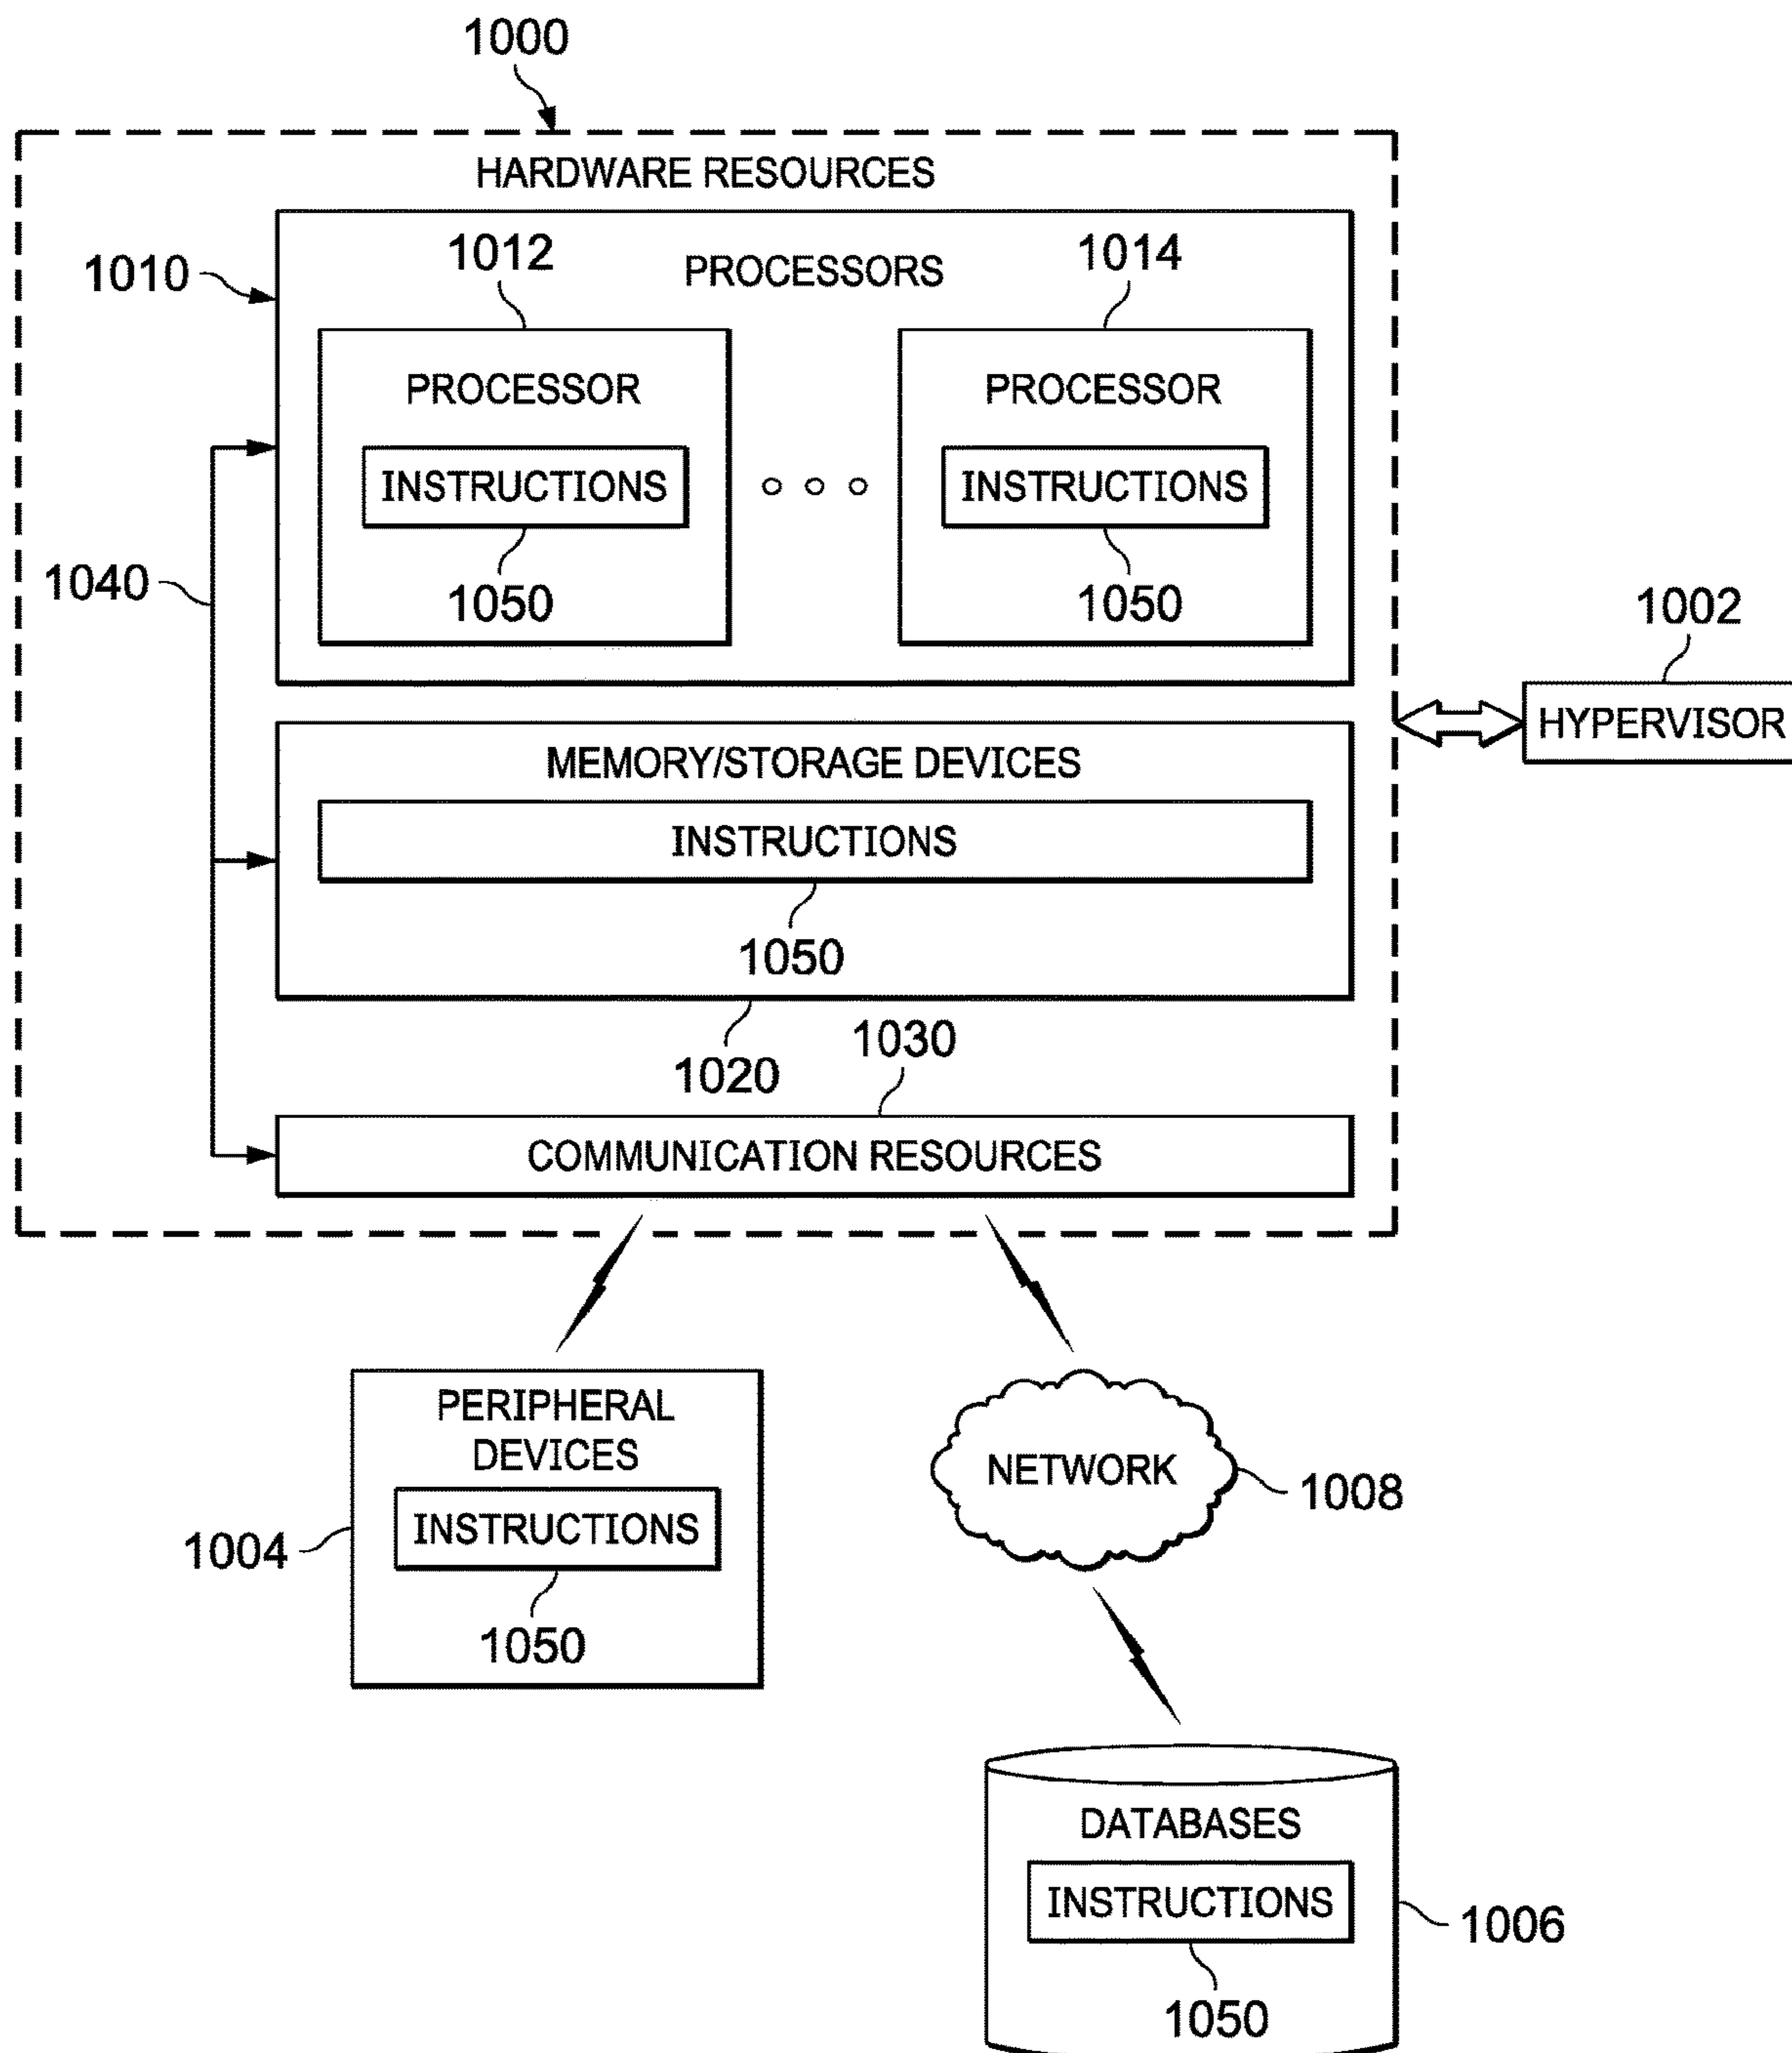 1000
HARDWARE RESOURCES
1010
1012
PROCESSORS
1014
PROCESSOR
PROCESSOR
INSTRUCTIONS
INSTRUCTIONS
1040
1050
1050
1002
HYPERVISOR
MEMORY/STORAGE DEVICES
INSTRUCTIONS
1050
1020
1030
COMMUNICATION RESOURCES
PERIPHERAL
DEVICES
INSTRUCTIONS
1004
1050
NETWORK
1008
DATABASES
INSTRUCTIONS
1006
1050